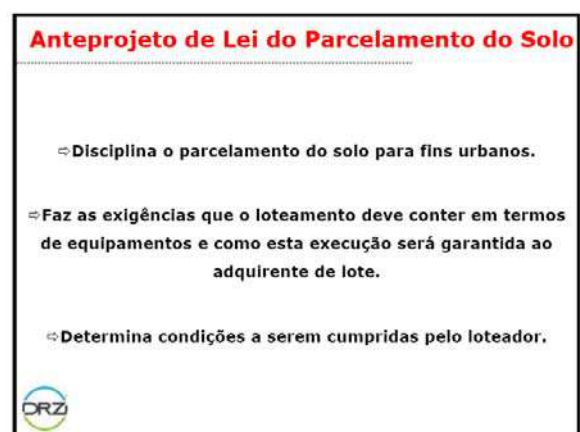 Anteprojeto de Lei do Parcelamento do Solo
⇨Disciplina o parcelamento do solo para fins urbanos.
⇨Faz as exigências que o loteamento deve conter em termos
de equipamentos e como esta execução será garantida ao
adquirente de lote.
⇨Determina condições a serem cumpridas pelo loteador.
DRZ